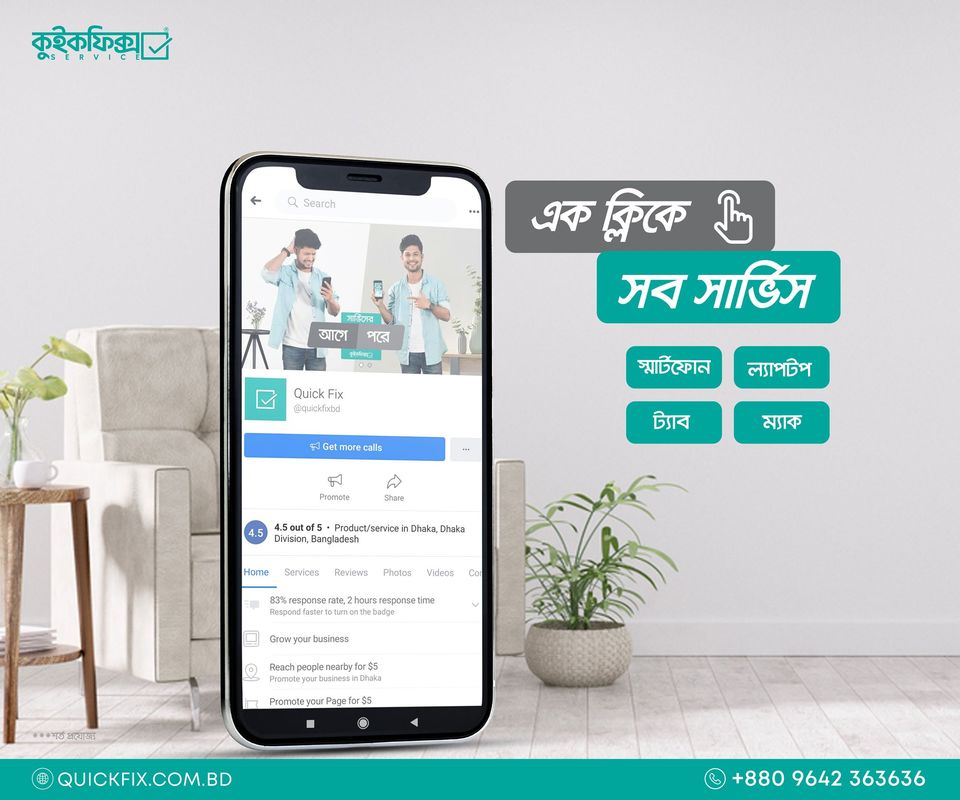 কুইকফিক্স
SERVICE
Search
সার্ভিসের
আগে পরে
কুইকফিক্স
Quick Fix
@quickfixbd
Get more calls
Promote Share
4.5
4.5 out of 5 • Product/service in Dhaka, Dhaka
Division, Bangladesh
Home Services Reviews Photos Videos Co
83% response rate, 2 hours response time
Respond faster to turn on the badge
Grow your business
Reach people nearby for $5
Promote your business in Dhaka
Promote your Page for $5
এক ক্লিকে
সব সার্ভিস
স্মার্টফোন ল্যাপটপ
ট্যাব ম্যাক
***শর্ত প্রযোজ্য
QUICKFIX.COM.BD
+880 9642 363636